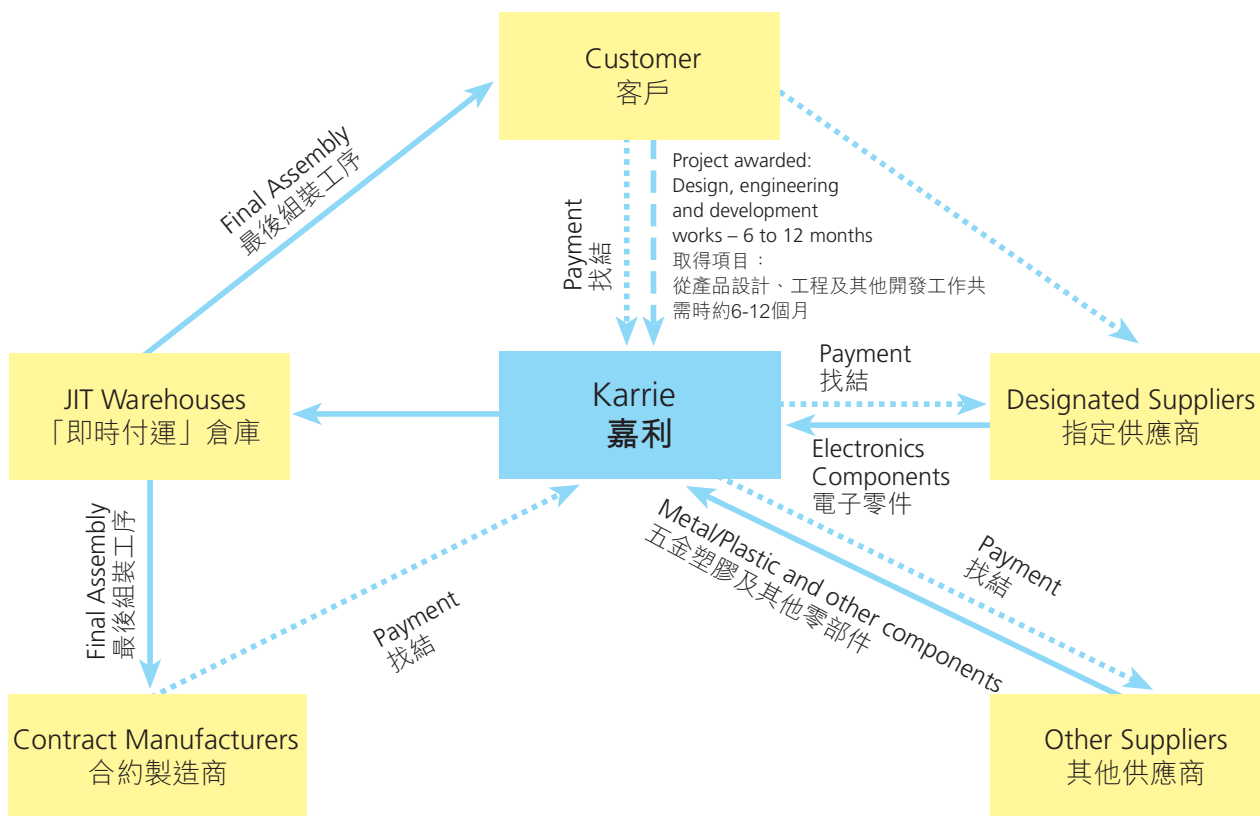 Customer
客戶
Final Assembly
最後組裝工序
Payment
找結
Project awarded:
Design, engineering
and development
works – 6 to 12 months
取得項目：
從產品設計、工程及其他開發工作共
需時約6-12個月
JIT Warehouses
「即時付運」倉庫
Karrie
嘉利
Payment
找結
Designated Suppliers
指定供應商
Electronics
Components
電子零件
Final Assembly
最後組裝工序
Payment
找結
Metal/Plastic and other components
五金塑膠及其他零部件
Payment
找結
Contract Manufacturers
合約製造商
Other Suppliers
其他供應商